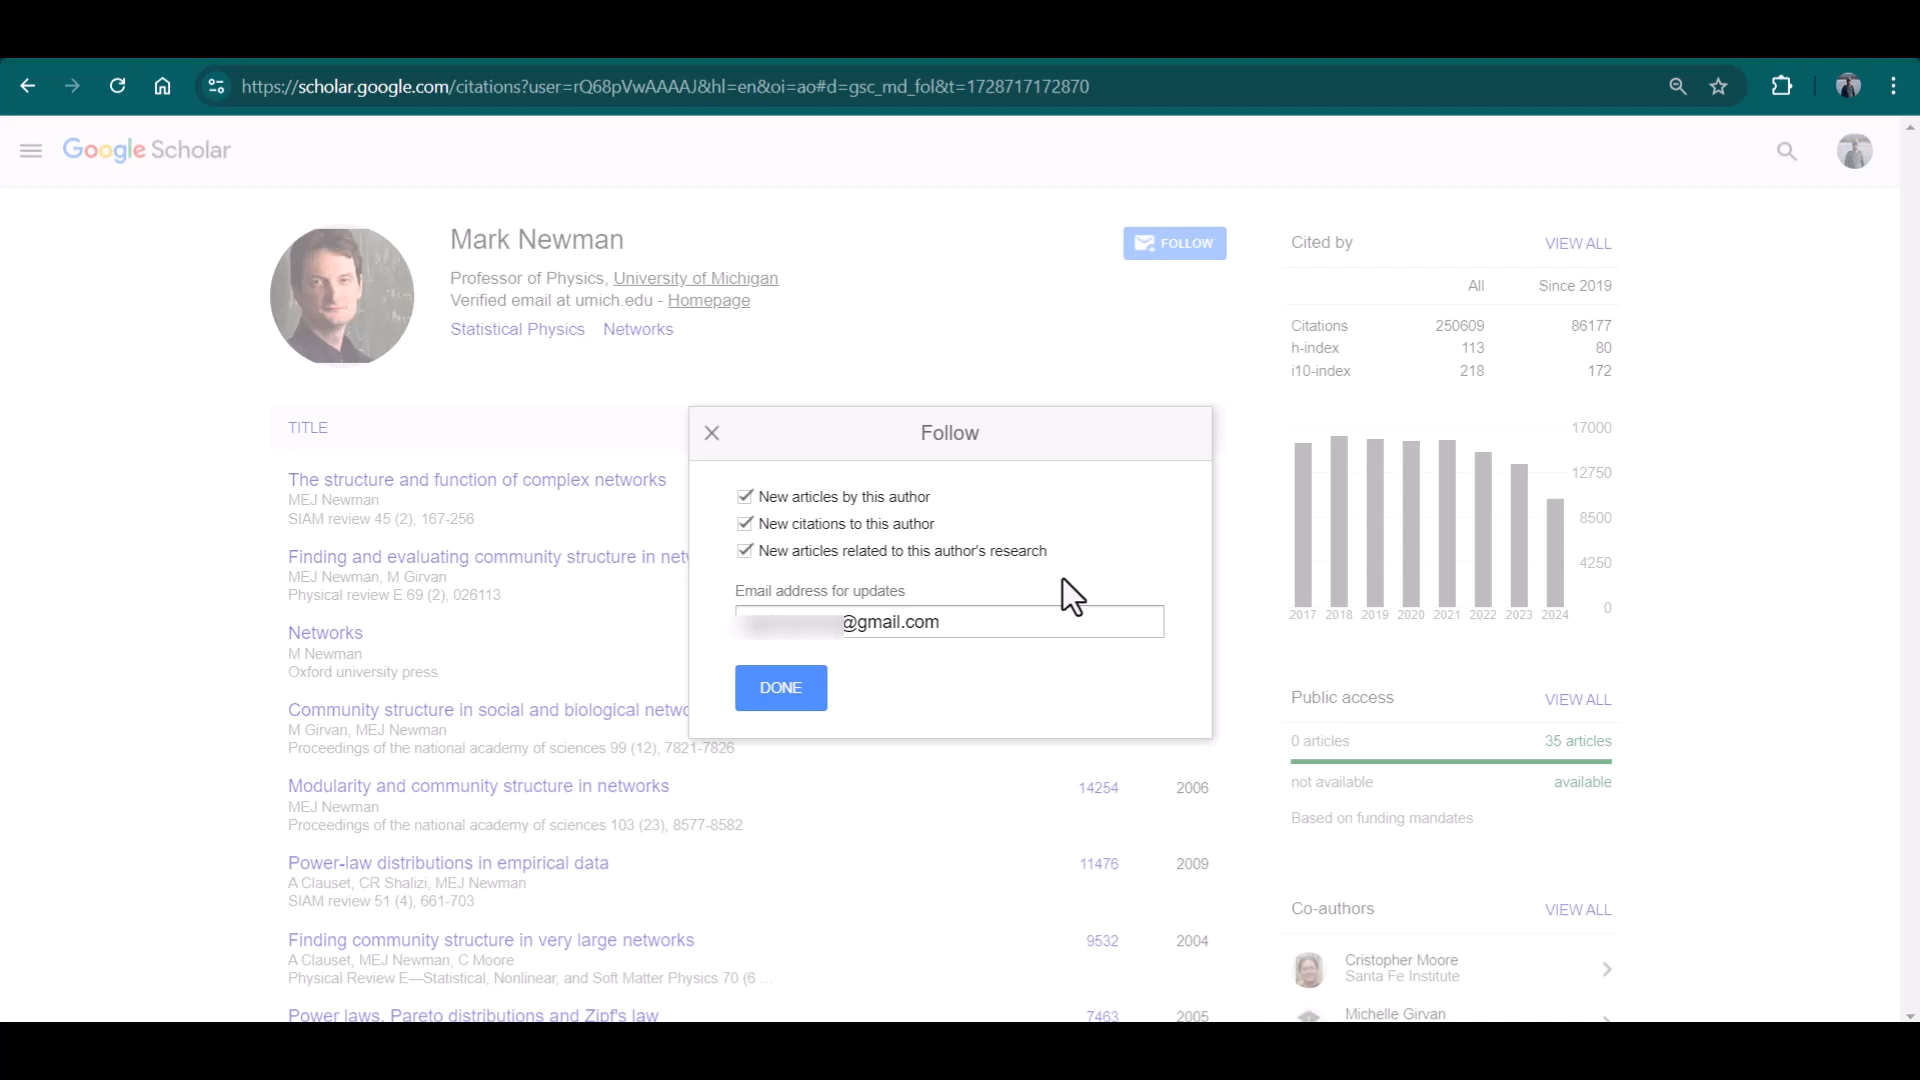 https://scholar.google.com/citations?user=rQ68pVwAAAAJ&hl=en&oi=ao#d=gsc_md_fol&t=1728717172870
Google Scholar
Mark Newman
FOLLOW
Professor of Physics, University of Michigan
Verified email at umich.edu - Homepage
Statistical Physics Networks
Cited by VIEW ALL
All Since 2019
Citations 250609 86177
h-index 113 80
i10-index 218 172
17000
12750
8500
4250
0
2017 2018 2019 2020 2021 2022 2023 2024
TITLE
The structure and function of complex networks
MEJ Newman
SIAM review 45 (2), 167-256
Finding and evaluating community structure in
MEJ Newman, M Girvan
Physical review E 69 (2), 026113
Networks
M Newman
Oxford university press
Community structure in social and biological
M Girvan, MEJ Newman
Proceedings of the national academy of sciences 99 (12), 7821-7826
Modularity and community structure in networks 14254 2006
MEJ Newman
Proceedings of the national academy of sciences 103 (23), 8577-8582
Power-law distributions in empirical data 11476 2009
A Clauset, CR Shalizi, MEJ Newman
SIAM review 51 (4), 661-703
Finding community structure in very large networks 9532 2004
A Clauset, MEJ Newman, C Moore
Physical Review E—Statistical, Nonlinear, and Soft Matter Physics 70 (6 ...
Power laws, Pareto distributions and Zipf's law 7463 2005
Follow
New articles by this author
New citations to this author
New articles related to this author's research
Email address for updates
@gmail.com
DONE
Public access VIEW ALL
0 articles 35 articles
not available available
Based on funding mandates
Co-authors VIEW ALL
Cristopher Moore
Santa Fe Institute
Michelle Girvan